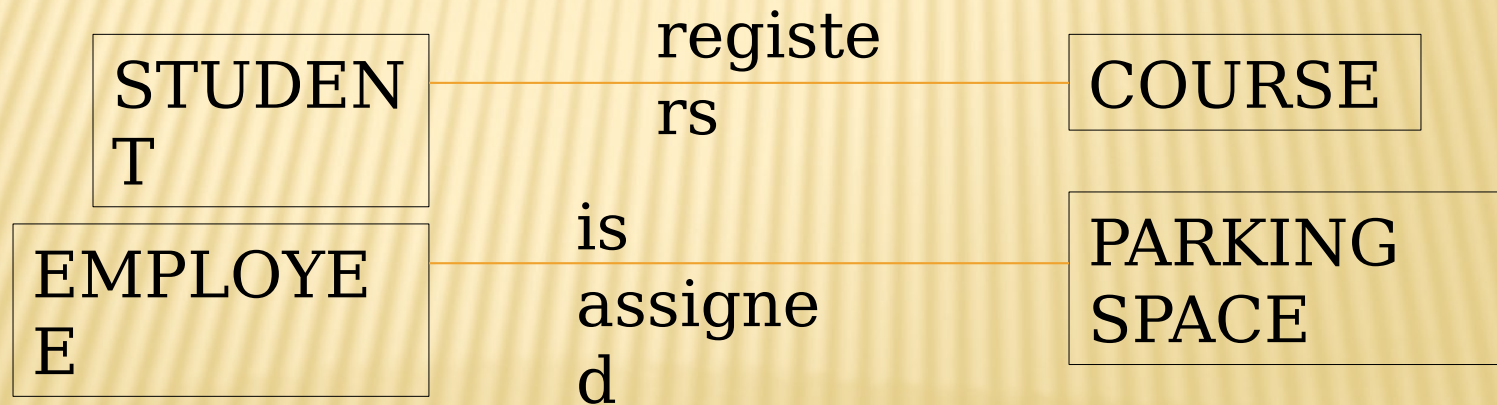 STUDEN
T
registe
rs
COURSE
EMPLOYE
E
is
assigne
d
PARKING
SPACE